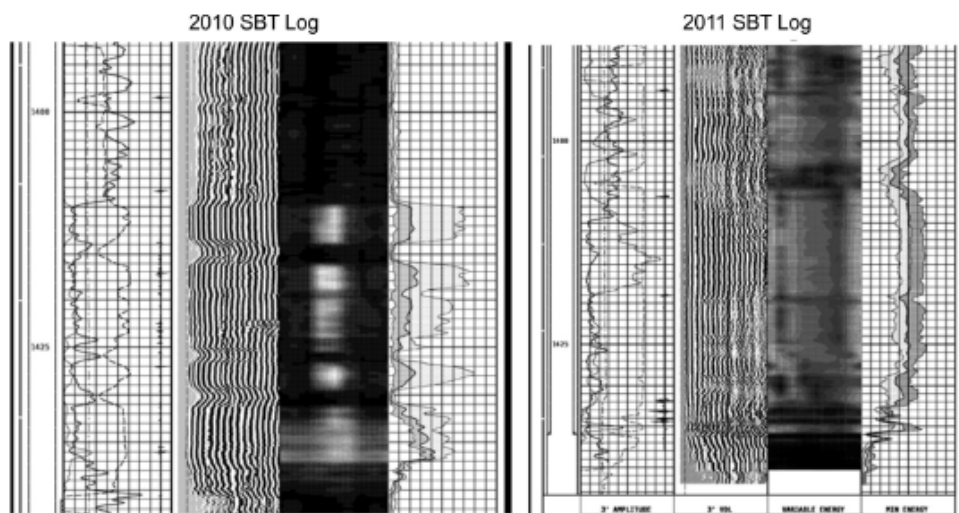 2010 SBT Log
2011 SBT Log
1400
1400
1425
1425
3' AMPLITUDE
3' VDL
VARIABLE ENERGY
MIN ENERGY